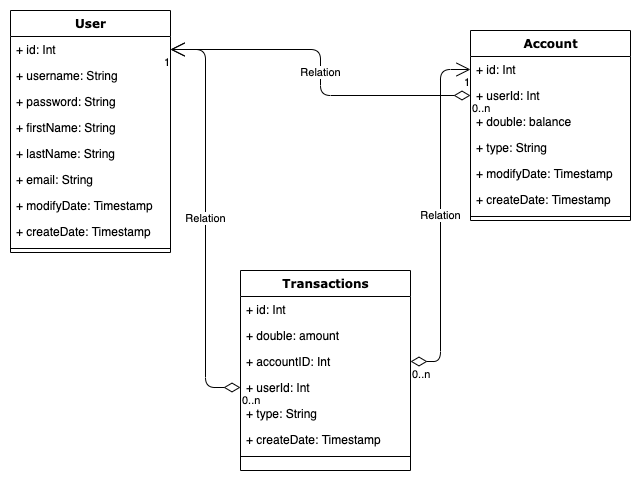 User
+ id: Int
1
+ username: String
+ password: String
+ firstName: String
+ lastName: String
+ email: String
+ modifyDate: Timestamp
+ createDate: Timestamp
Relation
Account
+ id: Int
1
+ userId: Int
0..n
+ double: balance
+ type: String
+ modifyDate: Timestamp
+ createDate: Timestamp
Relation
Relation
Transactions
+ id: Int
+ double: amount
+ accountID: Int
0..n
+ userId: Int
0..n
+ type: String
+ createDate: Timestamp